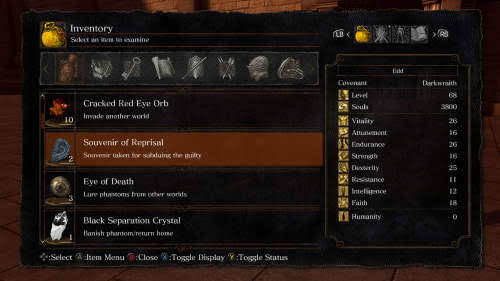 Inventory
Select an item to examine
LB
RB
Cracked Red Eye Orb
Invade another world
10
Souvenir of Reprisal
Souvenir taken for subduing the guilty
2
Eye of Death
Lure phantoms from other worlds
3
Black Separation Crystal
Banish phantom/return home
1
Edd
Covenant Darkwraith
Level 68
Souls 3800
Vitality 26
Attunement 16
Endurance 26
Strength 16
Dexterity 25
Resistance 11
Intelligence 12
Faith 18
Humanity 0
:Select A:Item Menu B:Close X:Toggle Display Y:Toggle Status